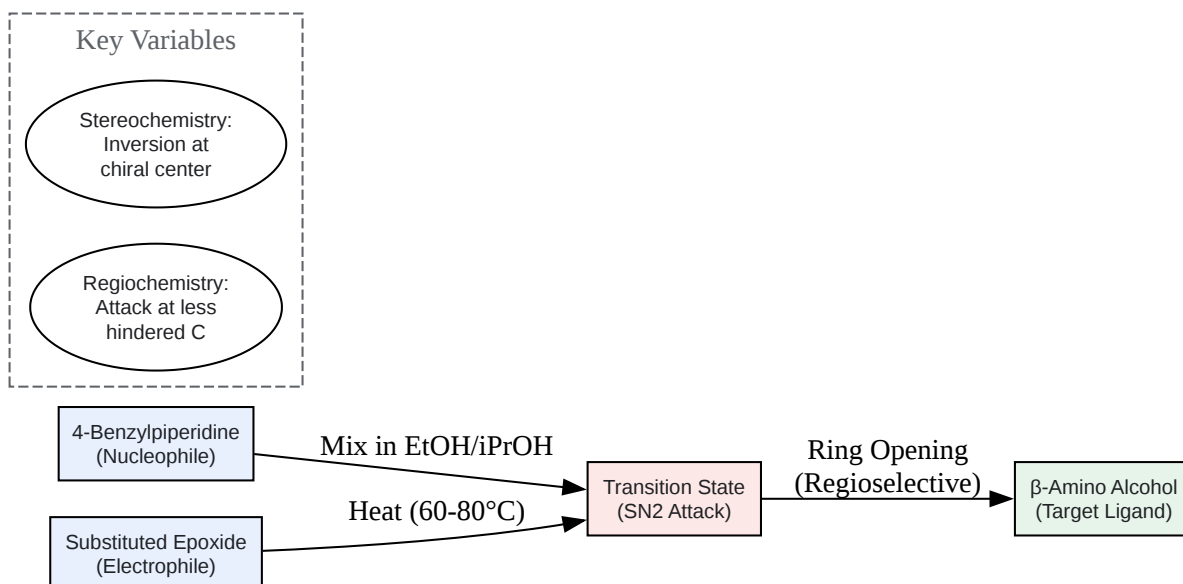 Key Variables
Stereochemistry:
Inversion at
chiral center
Regiochemistry:
Attack at less
hindered C
4-Benzylpiperidine
(Nucleophile)
Mix in EtOH/iPrOH
Heat (60-80°C)
Substituted Epoxide
(Electrophile)
Transition State
(SN2 Attack)
Ring Opening
(Regioselective)
β-Amino Alcohol
(Target Ligand)